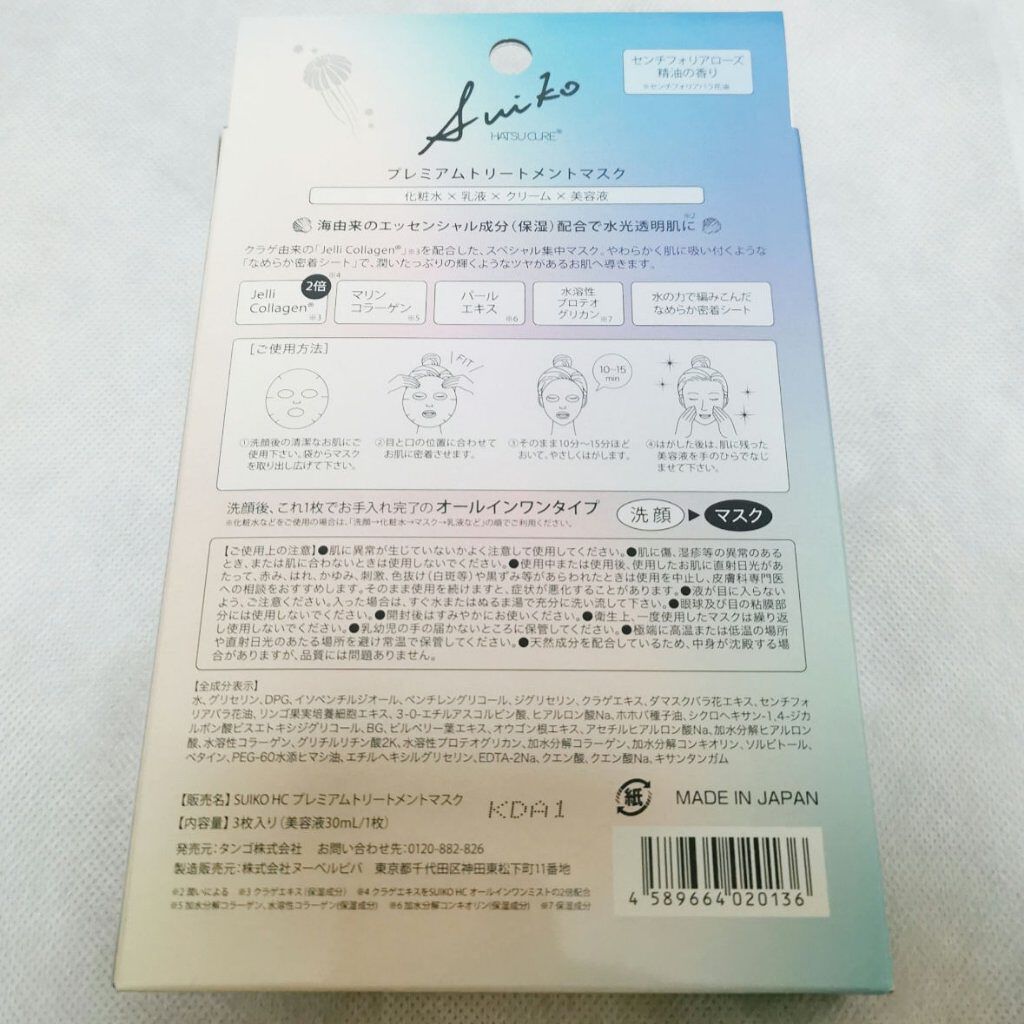 センチフォリアローズ
精油の香り
※センチフォリアバラ花油
Suiko
HATSU CURE®
プレミアムトリートメントマスク
化粧水×乳液×クリーム×美容液
海由来のエッセンシャル成分(保湿)配合で水光透明肌に※2
クラゲ由来の「Jelli Collagen®」※3を配合した、スペシャル集中マスク。やわらかく肌に吸い付くような
「なめらか密着シート」で、潤いたっぷりの輝くようなツヤがあるお肌へ導きます。
Jelli Collagen® ※3
2倍 ※4
マリン コラーゲン ※5
パール エキス ※6
水溶性 プロテオ グリカン ※7
水の力で編みこんだ なめらか密着シート
[ご使用方法]
FIT
10~15 min
①洗顔後の清潔なお肌にご
使用下さい。袋からマスク
を取り出し広げて下さい。
②目と口の位置に合わせて
お肌に密着させます。
③そのまま10分~15分ほど
おいて、やさしくはがします。
④はがした後は、肌に残った
美容液を手のひらでなじ
ませて下さい。
洗顔後、これ1枚でお手入れ完了のオールインワンタイプ
洗顔▶マスク
※化粧水などをご使用の場合は、「洗顔→化粧水→マスク→乳液など」の順でご利用ください。
【ご使用上の注意】●肌に異常が生じていないかよく注意して使用してください。●肌に傷、湿疹等の異常のある
とき、または肌に合わないときは使用しないでください。●使用中または使用後、使用したお肌に直射日光があ
たって、赤み、はれ、かゆみ、刺激、色抜け(白斑等)や黒ずみ等があらわれたときは使用を中止し、皮膚科専門医
への相談をおすすめします。そのまま使用を続けますと、症状が悪化することがあります。●液が目に入らない
よう、ご注意ください。入った場合は、すぐ水またはぬるま湯で充分に洗い流して下さい。●眼球及び目の粘膜部
分には使用しないでください。●開封後はすみやかにお使いください。●衛生上、一度使用したマスクは繰り返
し使用しないでください。●乳幼児の手の届かないところに保管してください。●極端に高温または低温の場所
や直射日光のあたる場所を避け常温で保管してください。●天然成分を配合しているため、中身が沈殿する場
合がありますが、品質には問題ありません。
【全成分表示】
水、グリセリン、DPG、イソペンチルジオール、ペンチレングリコール、ジグリセリン、クラゲエキス、ダマスクバラ花エキス、センチフォ
リアバラ花油、リンゴ果実培養細胞エキス、3-O-エチルアスコルビン酸、ヒアルロン酸Na、ホホバ種子油、シクロヘキサン-1,4-ジカ
ルボン酸ビスエトキシジグリコール、BG、ビルベリー葉エキス、オウゴン根エキス、アセチルヒアルロン酸Na、加水分解ヒアルロン
酸、水溶性コラーゲン、グリチルリチン酸2K、水溶性プロテオグリカン、加水分解コラーゲン、加水分解コンキオリン、ソルビトール、
ベタイン、PEG-60水添ヒマシ油、エチルヘキシルグリセリン、EDTA-2Na、クエン酸、クエン酸Na、キサンタンガム
【販売名】SUIKO HC プレミアムトリートメントマスク
【内容量】3枚入り(美容液30mL/1枚)
KDA1
紙
MADE IN JAPAN
発売元:タンゴ株式会社 お問い合わせ先:0120-882-826
製造販売元:株式会社ヌーベルビバ 東京都千代田区神田東松下町11番地
※2 潤いによる ※3 クラゲエキス(保湿成分) ※4 クラゲエキスをSUIKO HC オールインワンミストの2倍配合
※5 加水分解コラーゲン、水溶性コラーゲン(保湿成分) ※6 加水分解コンキオリン(保湿成分) ※7 保湿成分
4 589664 020136